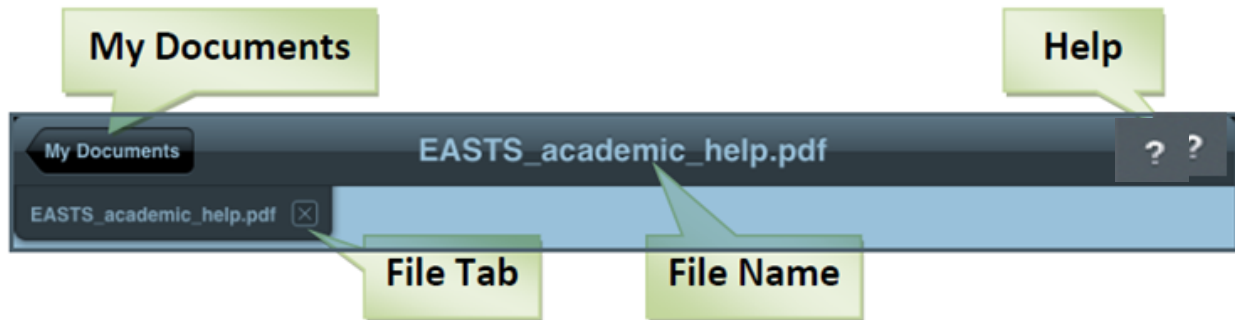 My Documents
Help
My Documents
EASTS_academic_help.pdf
? ?
EASTS_academic_help.pdf
File Tab
File Name